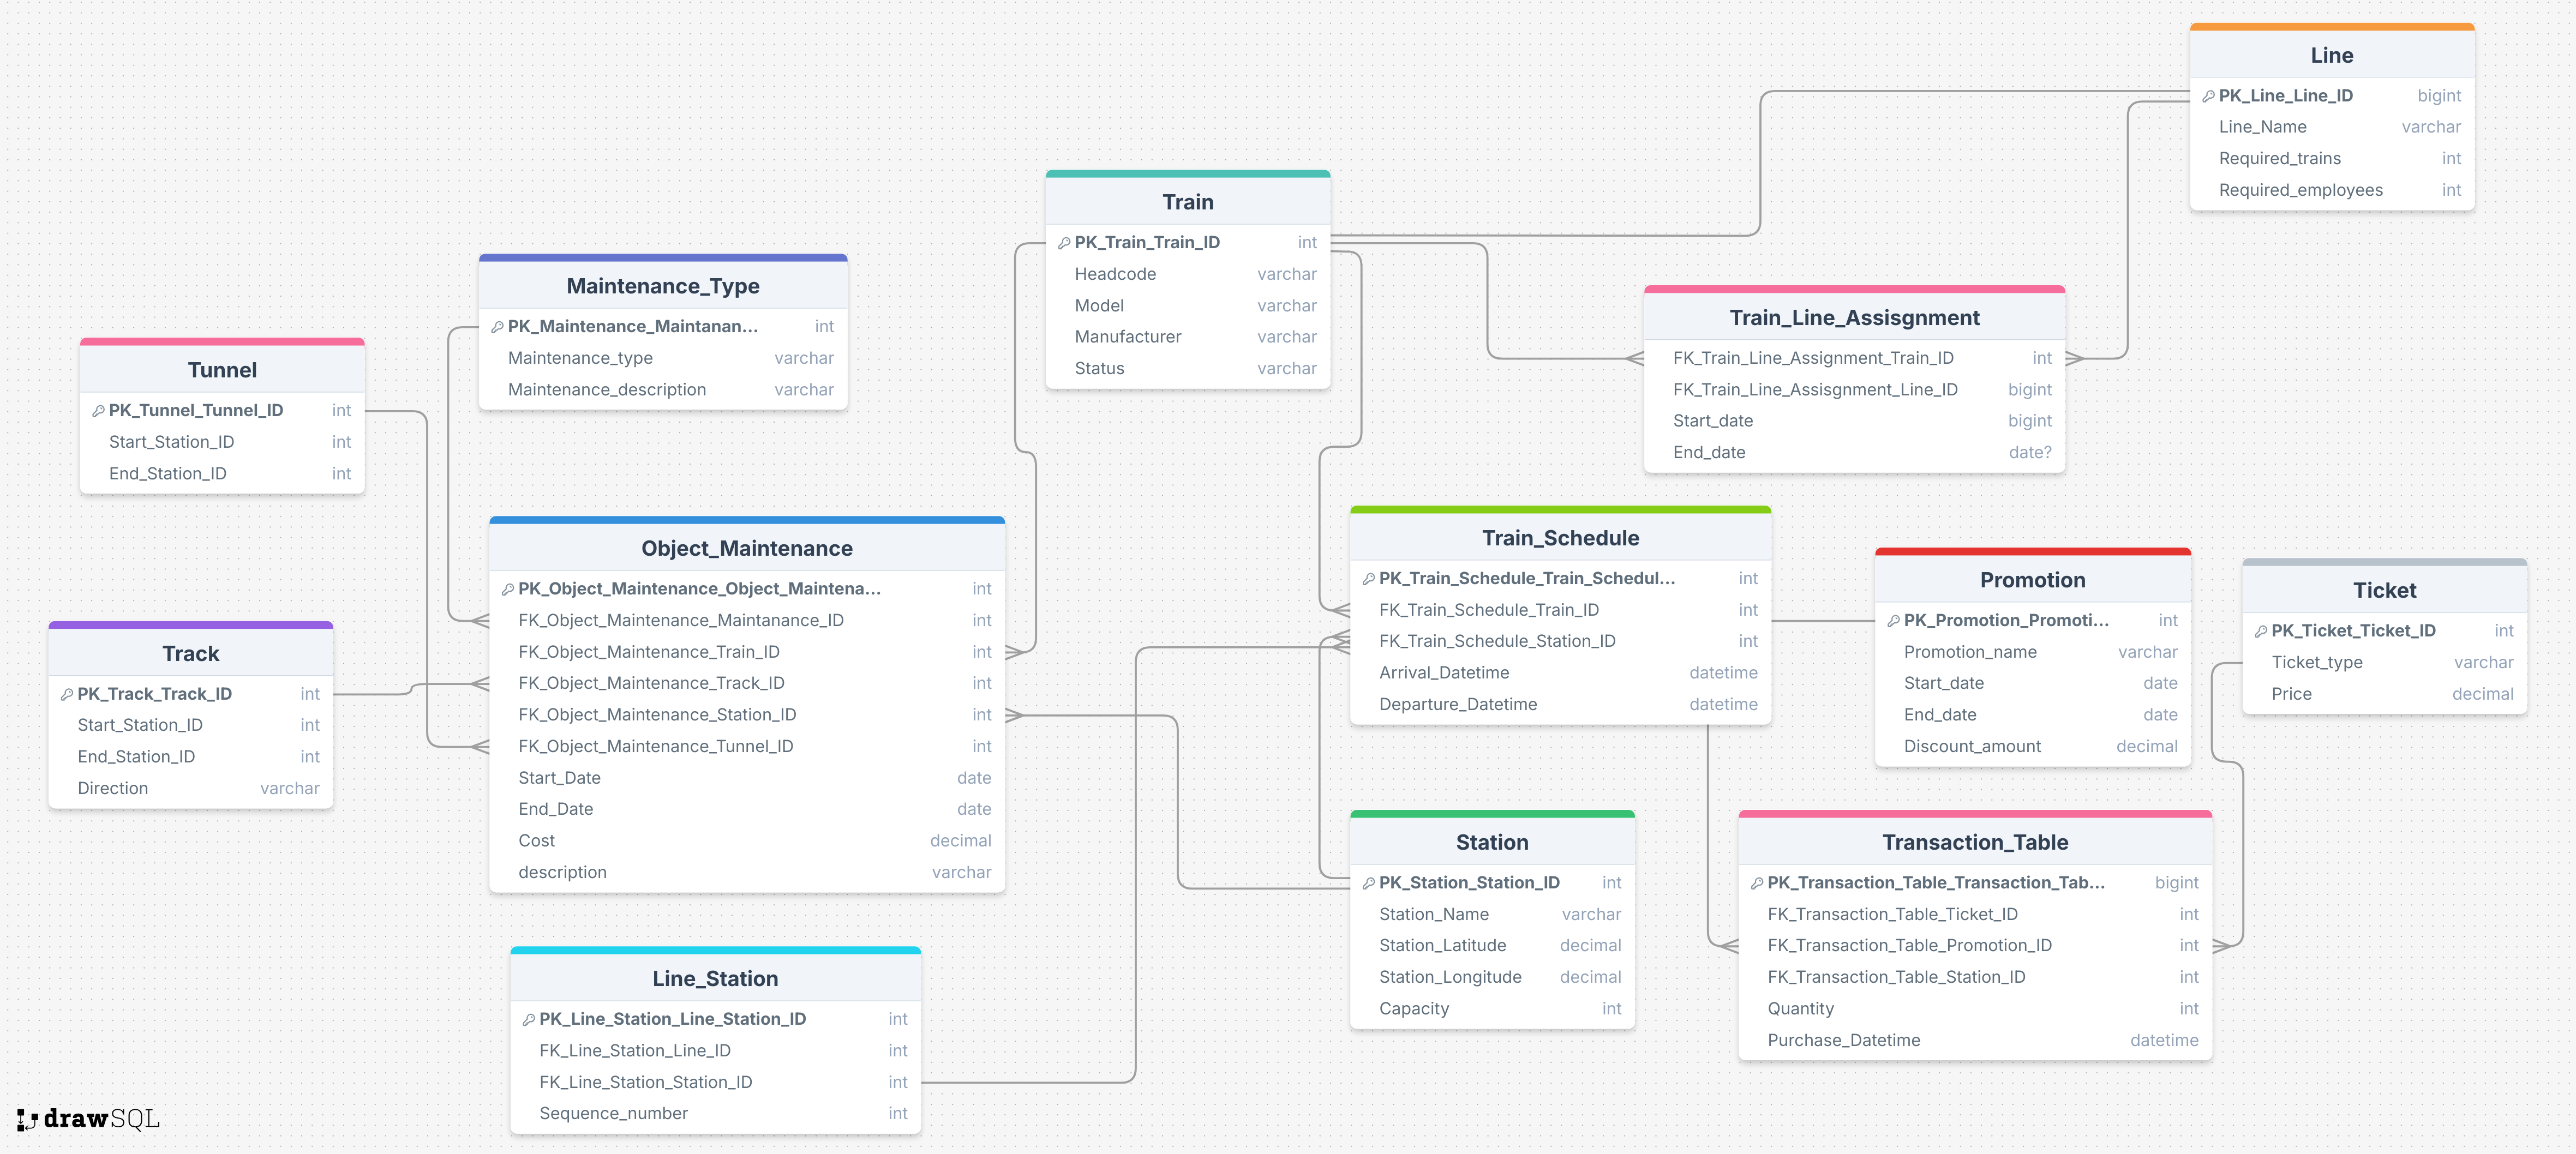 Line
PK_Line_Line_ID bigint
Line_Name varchar
Required_trains int
Required_employees int
Train
PK_Train_Train_ID int
Headcode varchar
Model varchar
Manufacturer varchar
Status varchar
Maintenance_Type
PK_Maintenance_Maintanan... int
Maintenance_type varchar
Maintenance_description varchar
Train_Line_Assisgnment
FK_Train_Line_Assignment_Train_ID int
FK_Train_Line_Assisgnment_Line_ID bigint
Start_date bigint
End_date date?
Tunnel
PK_Tunnel_Tunnel_ID int
Start_Station_ID int
End_Station_ID int
Object_Maintenance
PK_Object_Maintenance_Object_Maintena... int
FK_Object_Maintenance_Maintanance_ID int
FK_Object_Maintenance_Train_ID int
FK_Object_Maintenance_Track_ID int
FK_Object_Maintenance_Station_ID int
FK_Object_Maintenance_Tunnel_ID int
Start_Date date
End_Date date
Cost decimal
description varchar
Train_Schedule
PK_Train_Schedule_Train_Schedul... int
FK_Train_Schedule_Train_ID int
FK_Train_Schedule_Station_ID int
Arrival_Datetime datetime
Departure_Datetime datetime
Promotion
PK_Promotion_Promoti... int
Promotion_name varchar
Start_date date
End_date date
Discount_amount decimal
Ticket
PK_Ticket_Ticket_ID int
Ticket_type varchar
Price decimal
Track
PK_Track_Track_ID int
Start_Station_ID int
End_Station_ID int
Direction varchar
Station
PK_Station_Station_ID int
Station_Name varchar
Station_Latitude decimal
Station_Longitude decimal
Capacity int
Transaction_Table
PK_Transaction_Table_Transaction_Tab... bigint
FK_Transaction_Table_Ticket_ID int
FK_Transaction_Table_Promotion_ID int
FK_Transaction_Table_Station_ID int
Quantity int
Purchase_Datetime datetime
Line_Station
PK_Line_Station_Line_Station_ID int
FK_Line_Station_Line_ID int
FK_Line_Station_Station_ID int
Sequence_number int
drawSQL